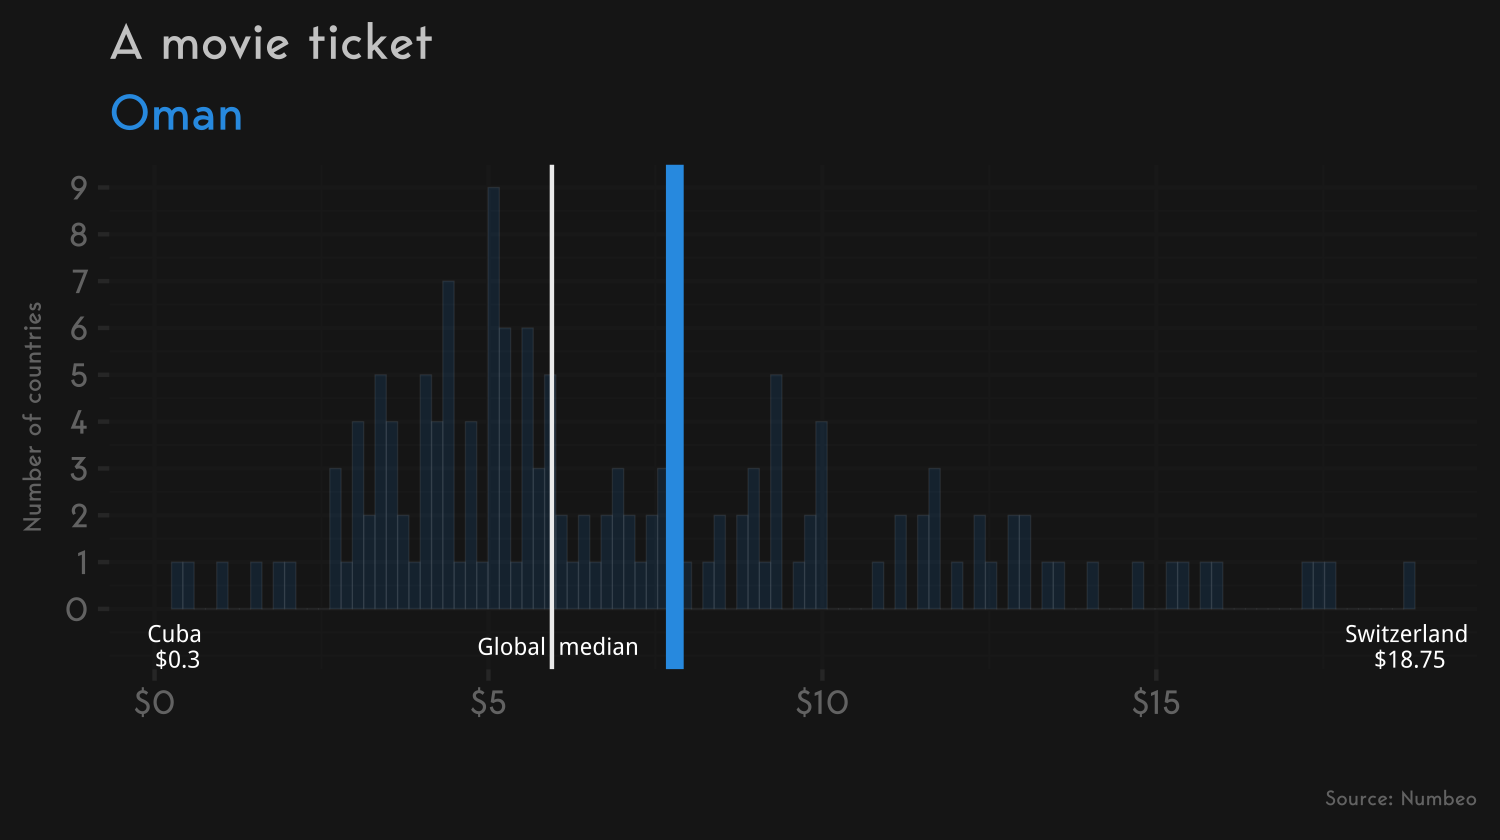 A movie ticket
Oman
Number of countries
9
8
7
6
5
4
3
2
1
0
Cuba
$0.3
Global median
Switzerland
$18.75
$0 $5 $10 $15
Source: Numbeo